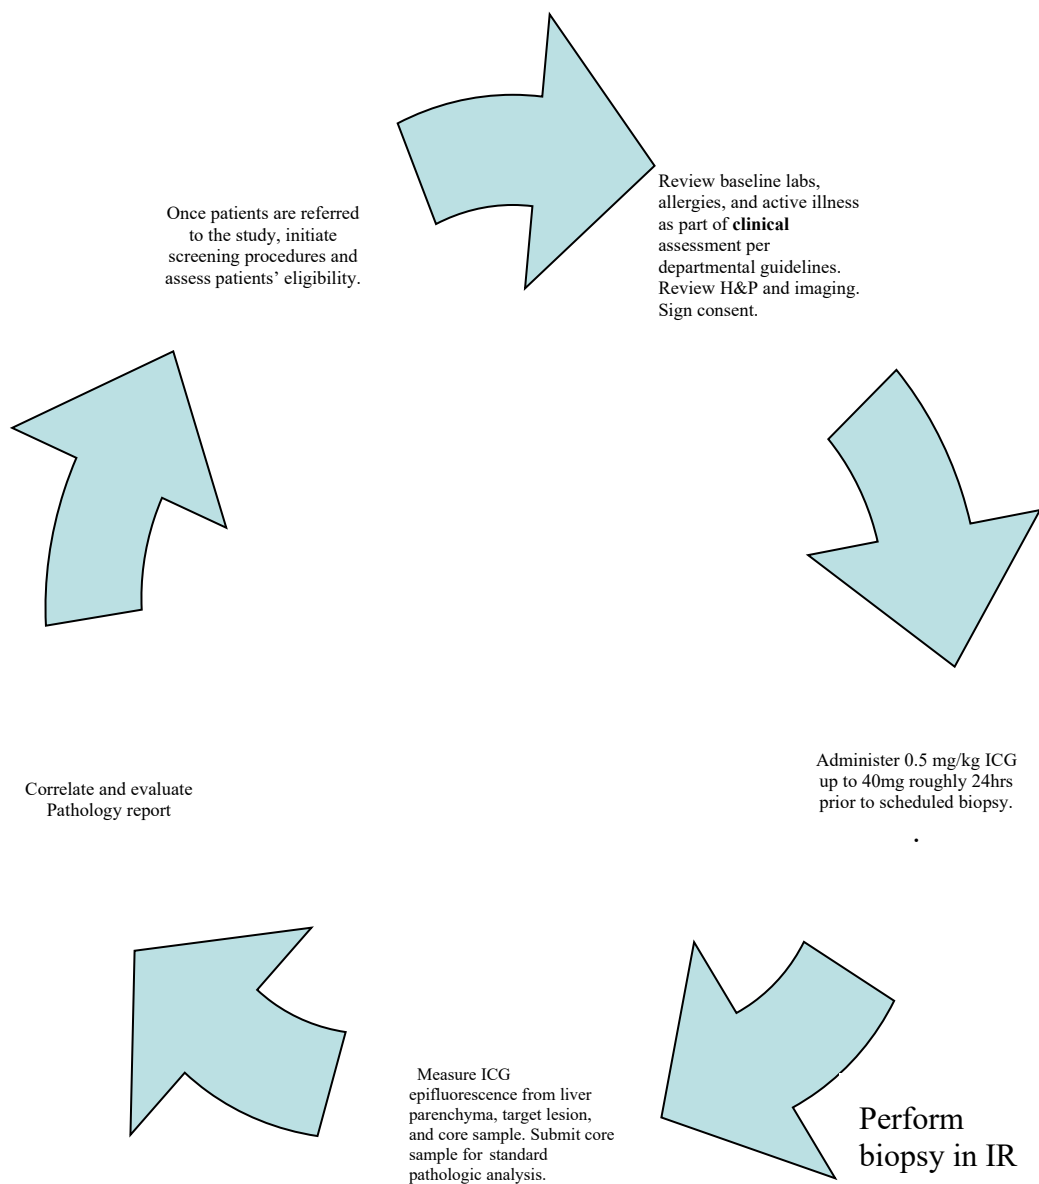 Once patients are referred
to the study, initiate
screening procedures and
assess patients’ eligibility.
Review baseline labs,
allergies, and active illness
as part of clinical
assessment per
departmental guidelines.
Review H&P and imaging.
Sign consent.
Administer 0.5 mg/kg ICG
up to 40mg roughly 24hrs
prior to scheduled biopsy.
.
Perform
biopsy in IR
Measure ICG
epifluorescence from liver
parenchyma, target lesion,
and core sample. Submit core
sample for standard
pathologic analysis.
Correlate and evaluate
Pathology report